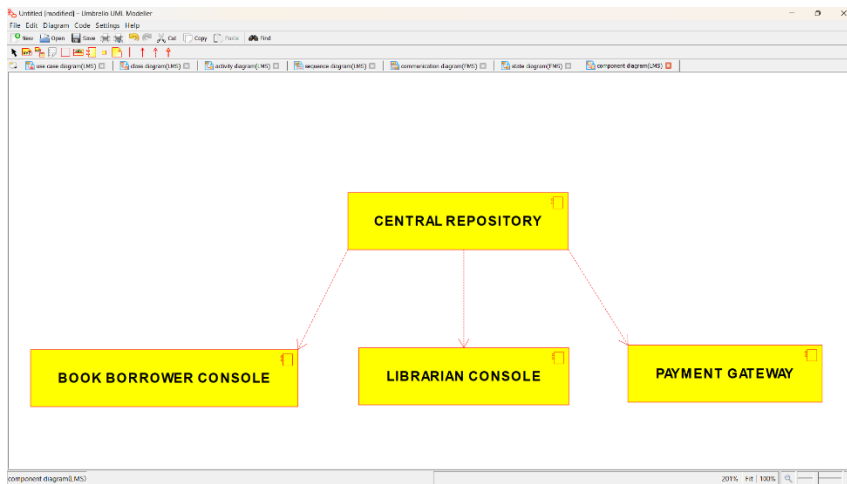 Untitled [modified] - Umbrello UML Modeller
File Edit Diagram Code Settings Help
New Open Save Cut Copy Paste Find
use case diagram(LMS) class diagram(LMS) activity diagram(LMS) sequence diagram(LMS) communication diagram(FMS) state diagram(FMS) component diagram(LMS)
CENTRAL REPOSITORY
BOOK BORROWER CONSOLE
LIBRARIAN CONSOLE
PAYMENT GATEWAY
component diagram(LMS)
201% Fit 100%